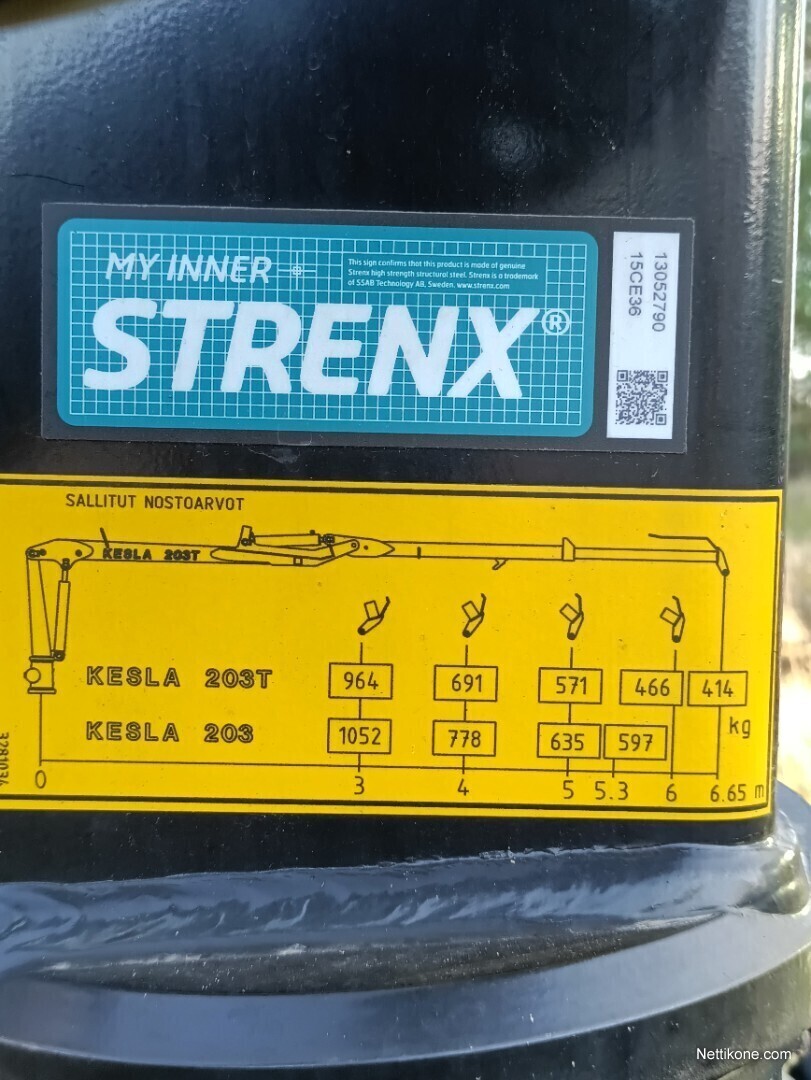 MY INNER
This sign confirms that this product is made of genuine
Strenx high strength structural steel. Strenx is a trademark
of SSAB Technology AB, Sweden. www.strenx.com
STRENX®
13052790
15CE36
SALLITUT NOSTOARVOT
KESLA 203T
KESLA 203T 964 691 571 466 414
KESLA 203 1052 778 635 597 kg
0 3 4 5 5.3 6 6.65 m
3281034
Nettikone.com